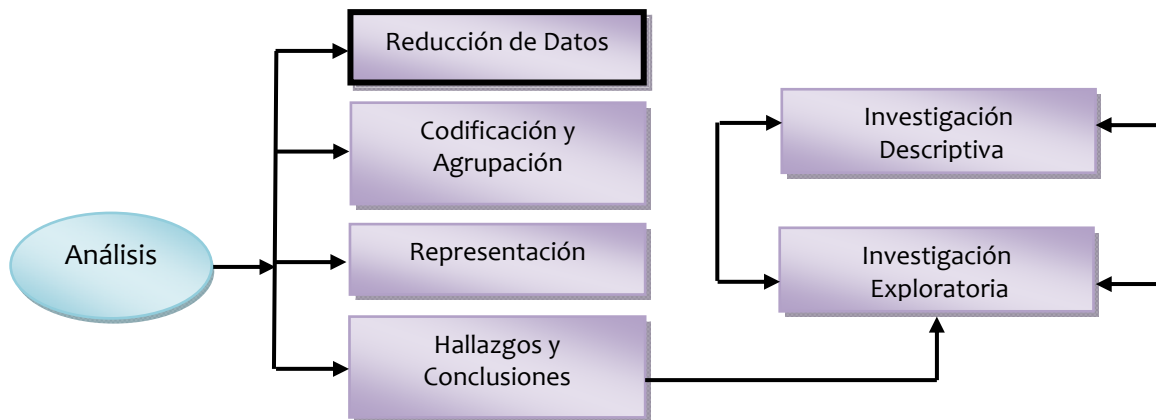 Análisis
Reducción de Datos
Codificación y
Agrupación
Representación
Hallazgos y
Conclusiones
Investigación
Descriptiva
Investigación
Exploratoria